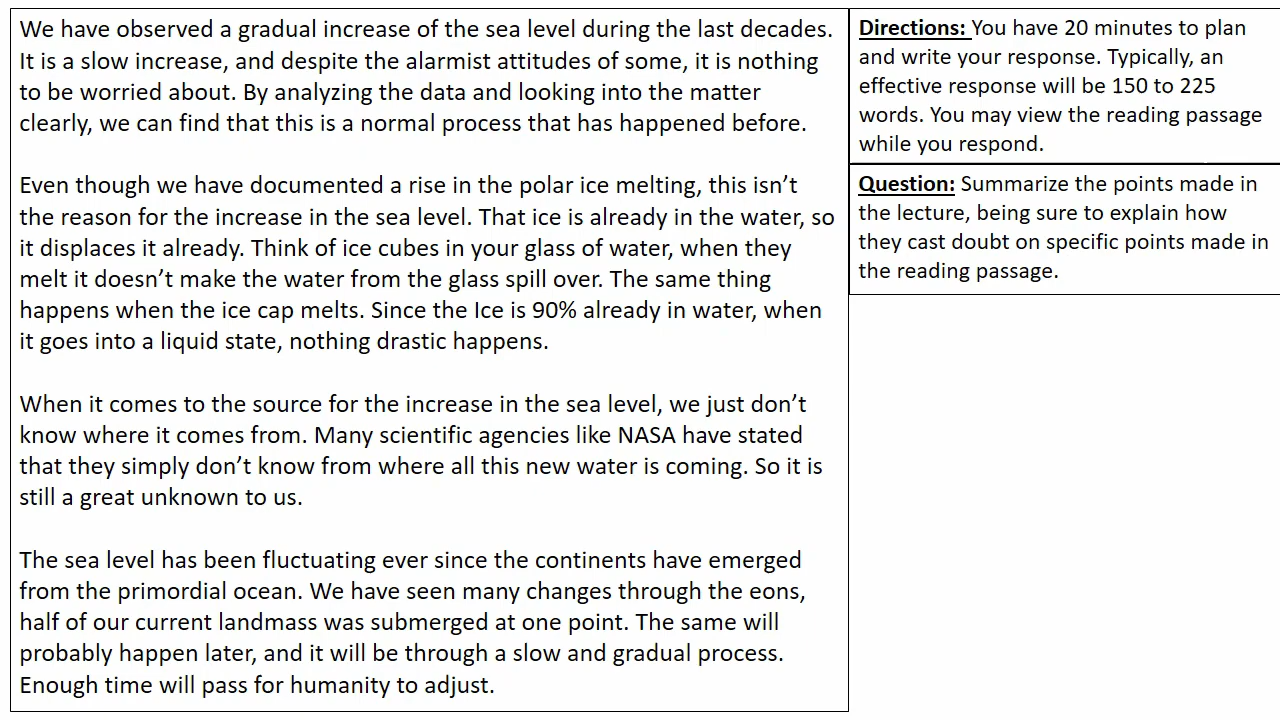 We have observed a gradual increase of the sea level during the last decades.
It is a slow increase, and despite the alarmist attitudes of some, it is nothing
to be worried about. By analyzing the data and looking into the matter
clearly, we can find that this is a normal process that has happened before.
Even though we have documented a rise in the polar ice melting, this isn't
the reason for the increase in the sea level. That ice is already in the water, so
it displaces it already. Think of ice cubes in your glass of water, when they
melt it doesn't make the water from the glass spill over. The same thing
happens when the ice cap melts. Since the Ice is 90% already in water, when
it goes into a liquid state, nothing drastic happens.
When it comes to the source for the increase in the sea level, we just don't
know where it comes from. Many scientific agencies like NASA have stated
that they simply don't know from where all this new water is coming. So it is
still a great unknown to us.
The sea level has been fluctuating ever since the continents have emerged
from the primordial ocean. We have seen many changes through the eons,
half of our current landmass was submerged at one point. The same will
probably happen later, and it will be through a slow and gradual process.
Enough time will pass for humanity to adjust.
Directions: You have 20 minutes to plan
and write your response. Typically, an
effective response will be 150 to 225
words. You may view the reading passage
while you respond.
Question: Summarize the points made in
the lecture, being sure to explain how
they cast doubt on specific points made in
the reading passage.